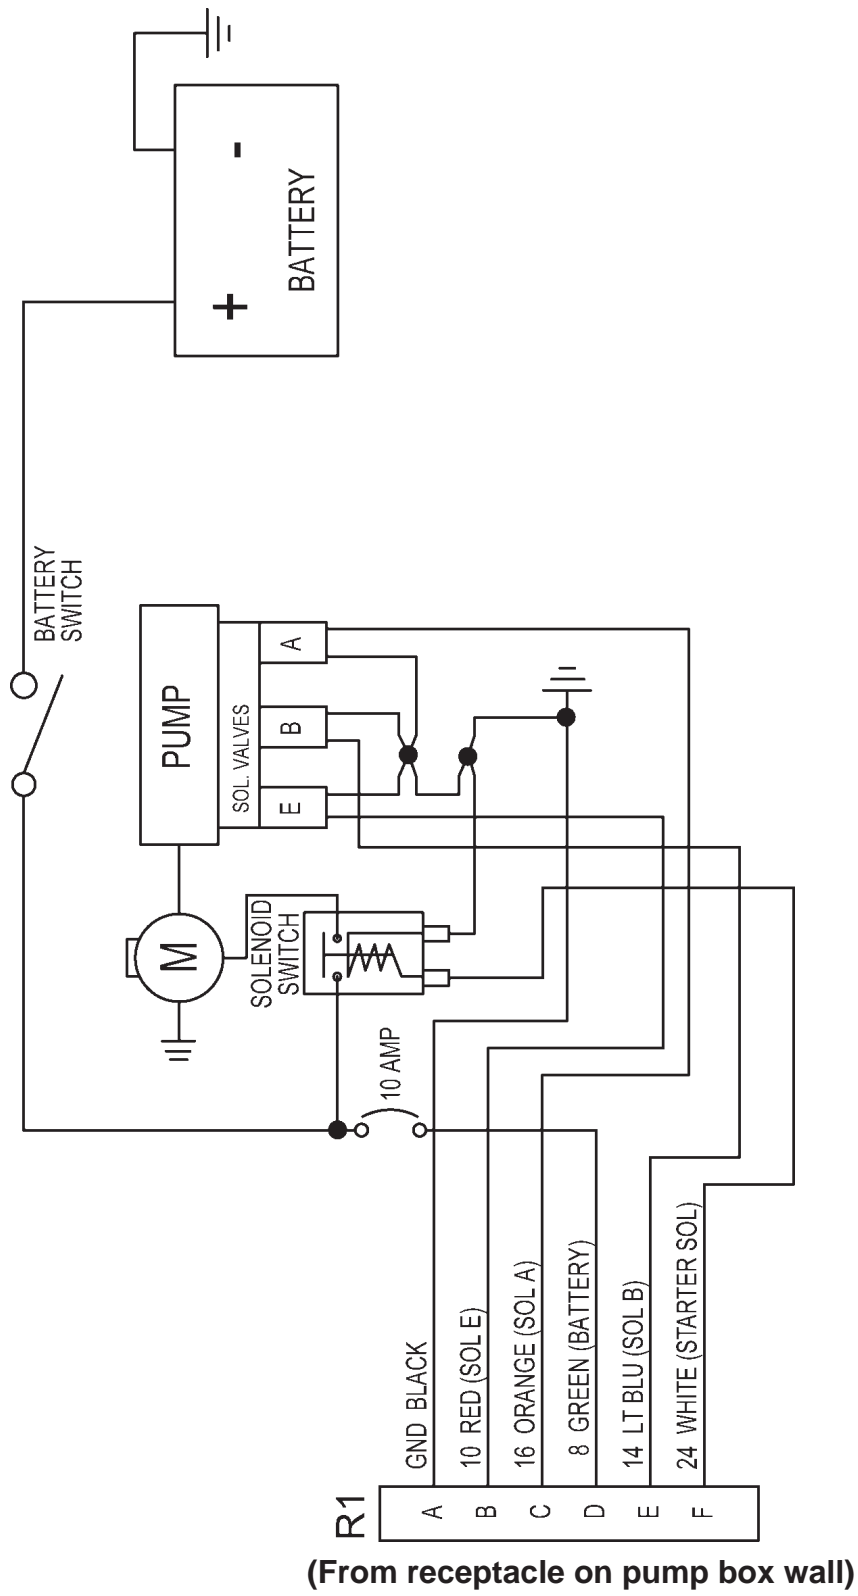 -
+
BATTERY
BATTERY
SWITCH
PUMP
SOL. VALVES
A
B
E
M
SOLENOID
SWITCH
10 AMP
GND BLACK
10 RED (SOL E)
16 ORANGE (SOL A)
8 GREEN (BATTERY)
14 LT BLU (SOL B)
24 WHITE (STARTER SOL)
R1
A
B
C
D
E
F
(From receptacle on pump box wall)